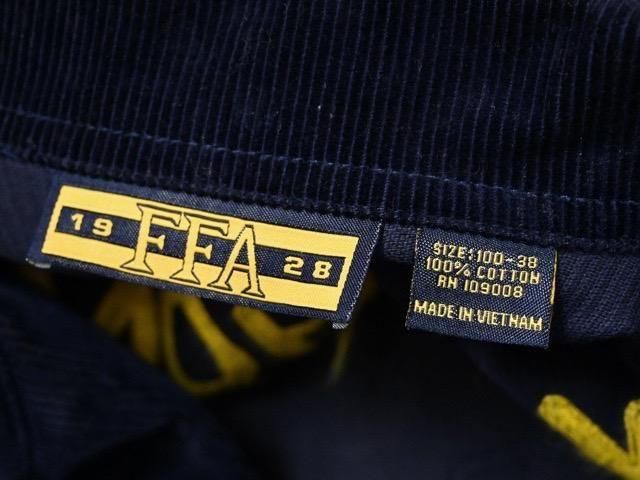 19 FFA 28
SIZE:100-38
100% COTTON
RN 109008
MADE IN VIETNAM